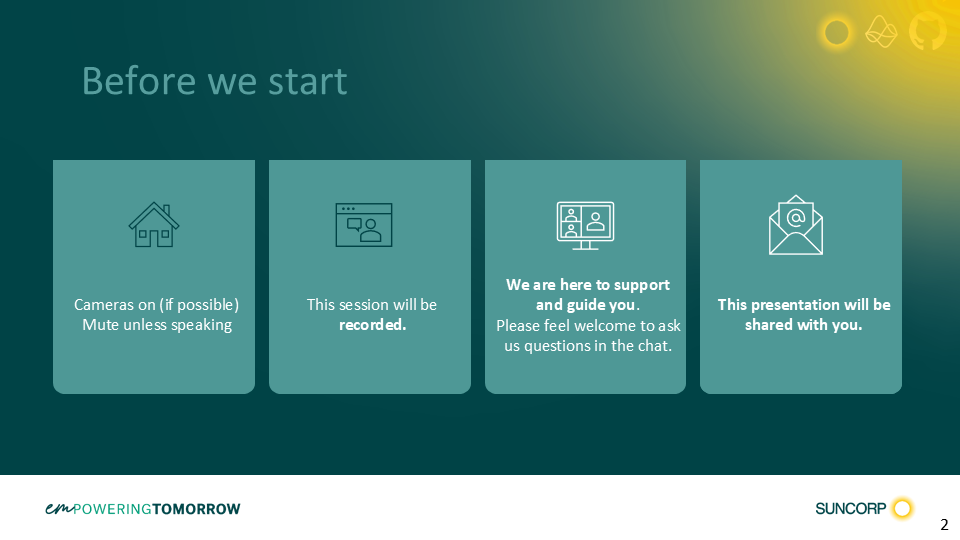 Before we start
Cameras on (if possible)
Mute unless speaking
This session will be
recorded.
We are here to support
and guide you.
Please feel welcome to ask
us questions in the chat.
This presentation will be
shared with you.
emPOWERINGTOMORROW
SUNCORP
2